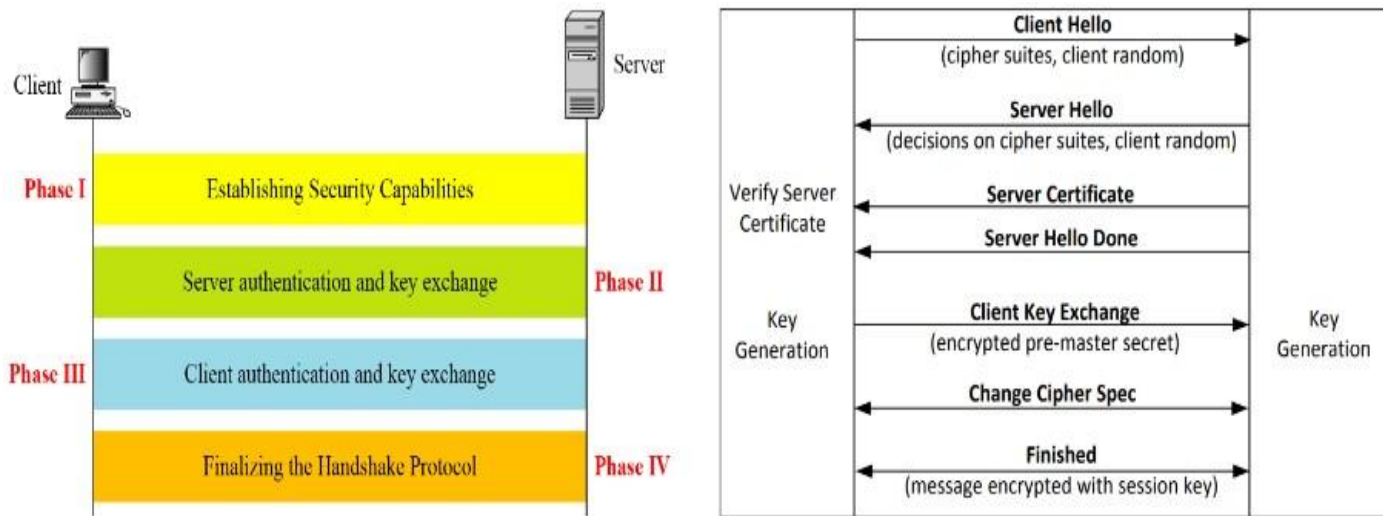 Client
Server
Phase I
Establishing Security Capabilities
Server authentication and key exchange
Phase II
Phase III
Client authentication and key exchange
Finalizing the Handshake Protocol
Phase IV
Client Hello
(cipher suites, client random)
Server Hello
(decisions on cipher suites, client random)
Verify Server
Certificate
Server Certificate
Server Hello Done
Key
Generation
Client Key Exchange
(encrypted pre-master secret)
Key
Generation
Change Cipher Spec
Finished
(message encrypted with session key)